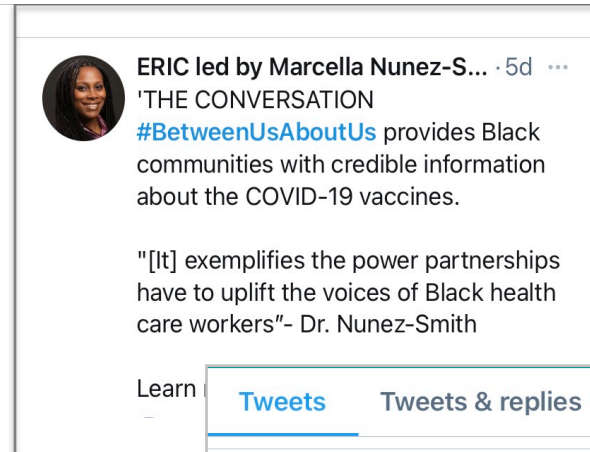 ERIC led by Marcella Nunez-S... · 5d
'THE CONVERSATION
#BetweenUsAboutUs provides Black
communities with credible information
about the COVID-19 vaccines.
"[It] exemplifies the power partnerships
have to uplift the voices of Black health
care workers”- Dr. Nunez-Smith
Learn
Tweets Tweets & replies